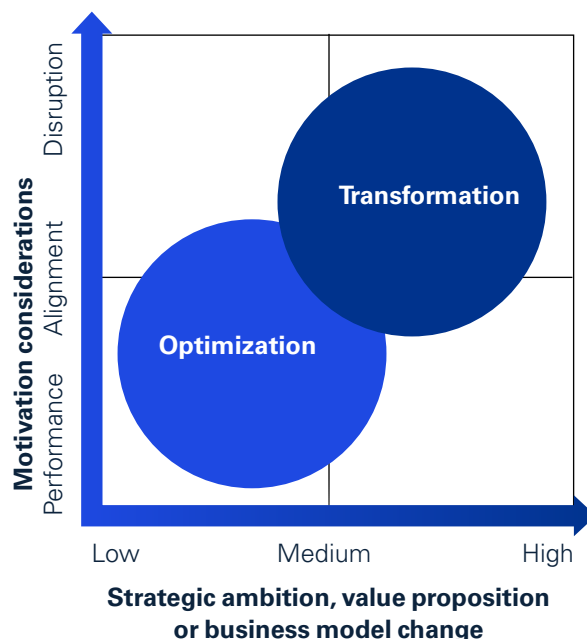 Motivation considerations
Disruption
Alignment
Performance
Transformation
Optimization
Low
Medium
High
Strategic ambition, value proposition
or business model change